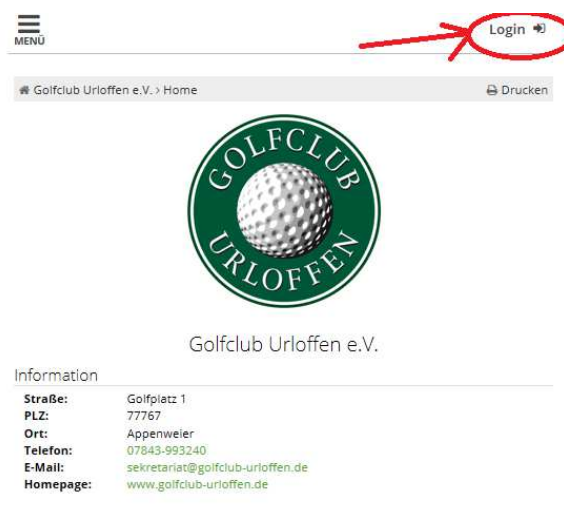 MENÜ
Login
Golfclub Urloffen e.V. › Home
Drucken
GOLFCLUB
URLOFFEN
Golfclub Urloffen e.V.
Information
Straße: Golfplatz 1
PLZ: 77767
Ort: Appenweier
Telefon: 07843-993240
E-Mail: sekretariat@golfclub-urloffen.de
Homepage: www.golfclub-urloffen.de